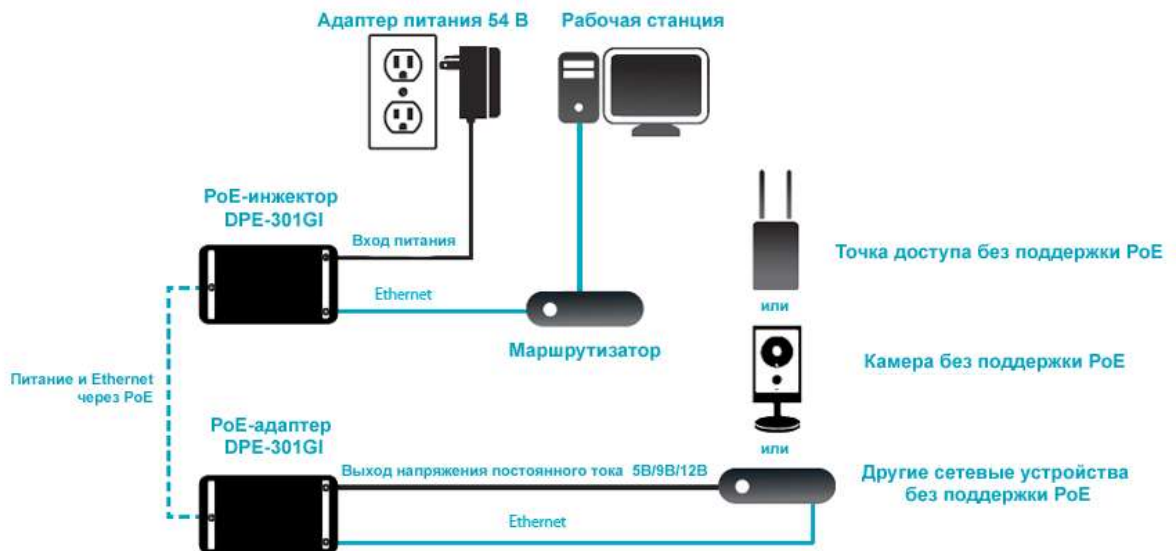 Адаптер питания 54 В
Рабочая станция
PoE-инжектор
DPE-301GI
Вход питания
Ethernet
Маршрутизатор
Точка доступа без поддержки PoE
или
Камера без поддержки PoE
или
Питание и Ethernet
через PoE
PoE-адаптер
DPE-301GI
Выход напряжения постоянного тока 5В/9В/12В
Ethernet
Другие сетевые устройства
без поддержки PoE